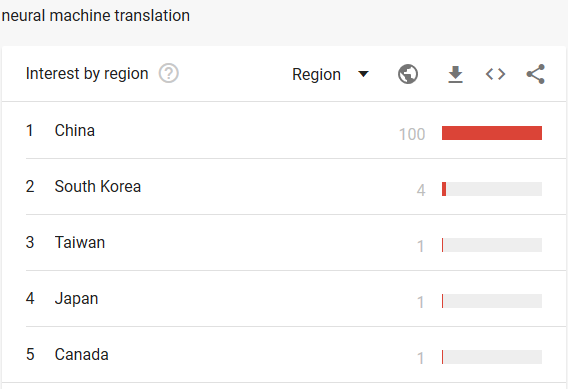 neural machine translation
Interest by region ? Region
1 China 100
2 South Korea 4
3 Taiwan 1
4 Japan 1
5 Canada 1